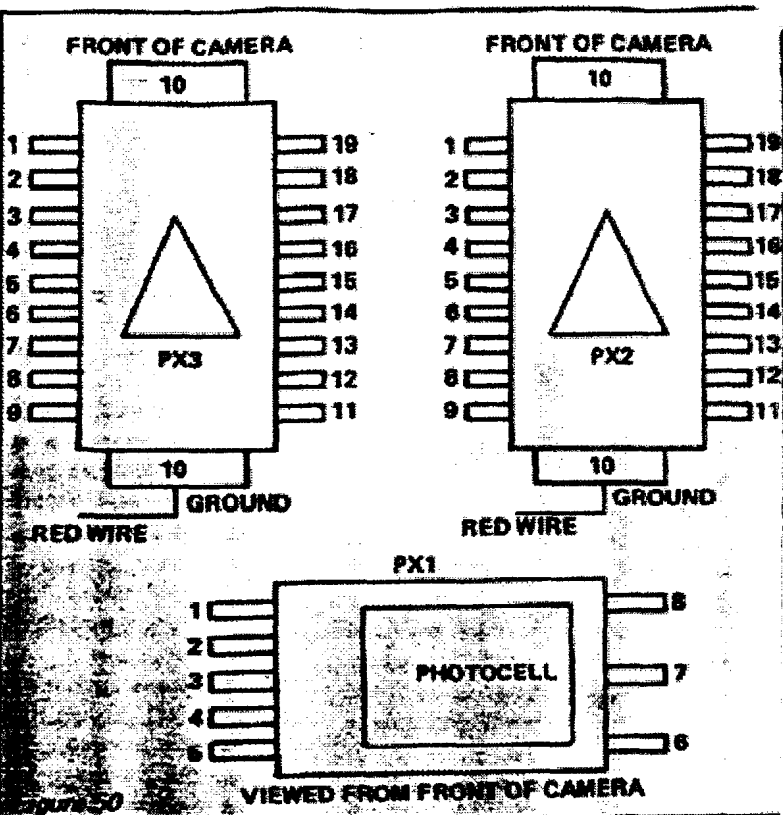 FRONT OF CAMERA FRONT OF CAMERA
10 10
1 19 1 19
2 18 2 18
3 17 3 17
4 16 4 16
5 15 5 15
6 14 6 14
7 PX3 13 7 PX2 13
8 12 8 12
9 11 9 11
10 10
GROUND GROUND
RED WIRE RED WIRE
PX1
1 8
2
3 PHOTOCELL 7
4
5 6
VIEWED FROM FRONT OF CAMERA
50